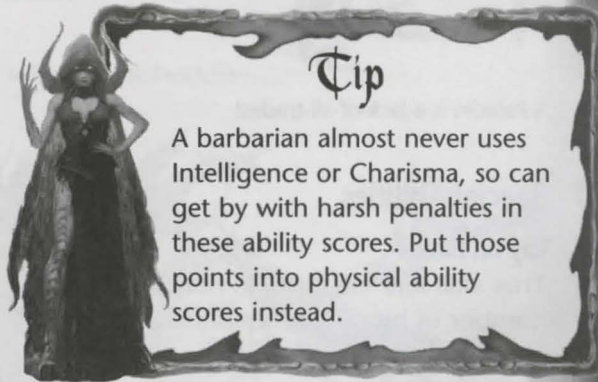 Tip
A barbarian almost never uses
Intelligence or Charisma, so can
get by with harsh penalties in
these ability scores. Put those
points into physical ability
scores instead.